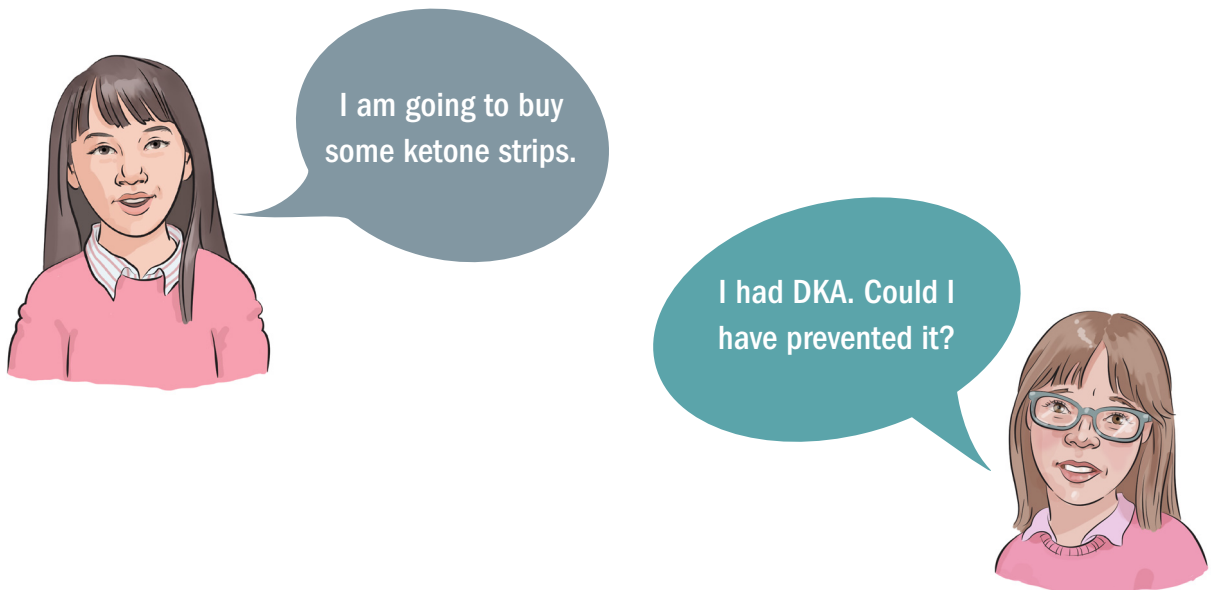 I am going to buy
some ketone strips.
I had DKA. Could I
have prevented it?